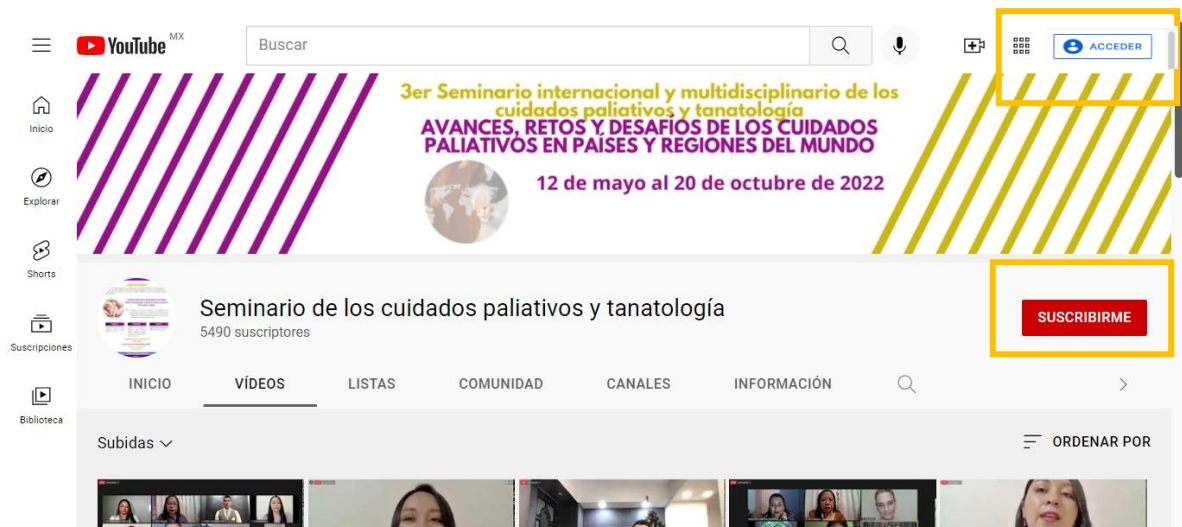 YouTube MX
Buscar
ACCEDER
Inicio
Explorar
Shorts
Suscripciones
Biblioteca
3er Seminario internacional y multidisciplinario de los
cuidados paliativos y tanatología
AVANCES, RETOS Y DESAFÍOS DE LOS CUIDADOS
PALIATIVOS EN PAÍSES Y REGIONES DEL MUNDO
12 de mayo al 20 de octubre de 2022
Seminario de los cuidados paliativos y tanatología
5490 suscriptores
SUSCRIBIRME
INICIO VÍDEOS LISTAS COMUNIDAD CANALES INFORMACIÓN
Subidas
ORDENAR POR